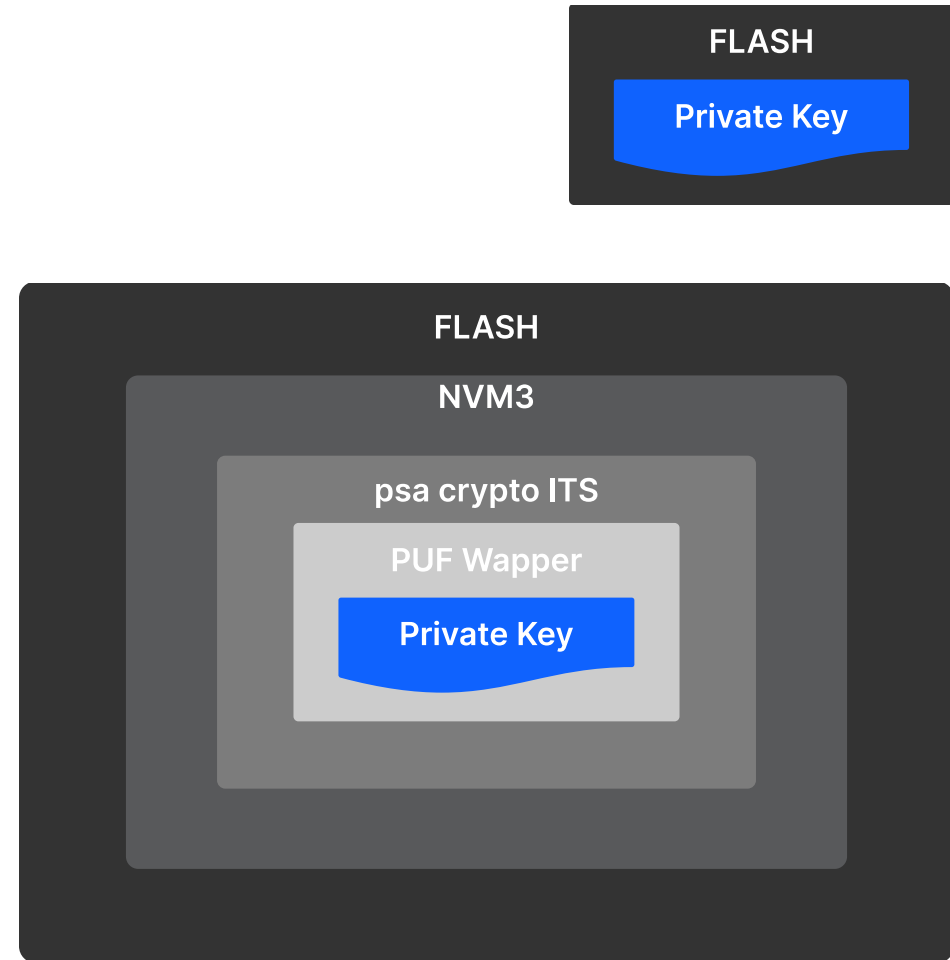 FLASH
Private Key
FLASH
NVM3
psa crypto ITS
PUF Wapper
Private Key